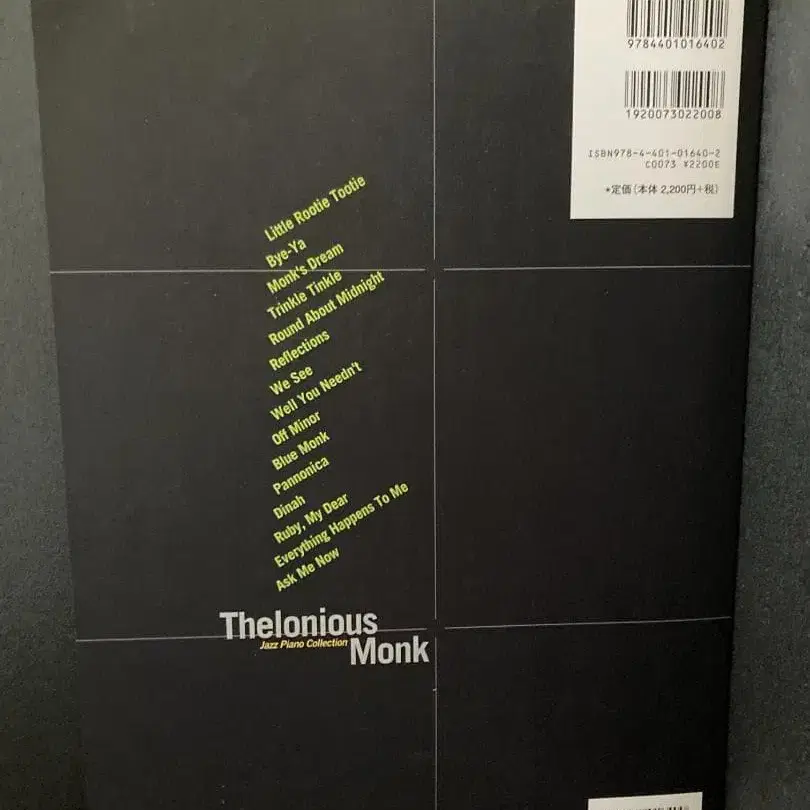 9784401016402
1920073022008
ISBN978-4-401-01640-2
C0073 ¥2200E
*定価(本体 2,200円+税)
Little Rootie Tootie
Bye-Ya
Monk's Dream
Trinkle Tinkle
Round About Midnight
Reflections
We See
Well You Needn't
Off Minor
Blue Monk
Pannonica
Dinah
Ruby, My Dear
Everything Happens To Me
Ask Me Now
Thelonious
Jazz Piano Collection
Monk